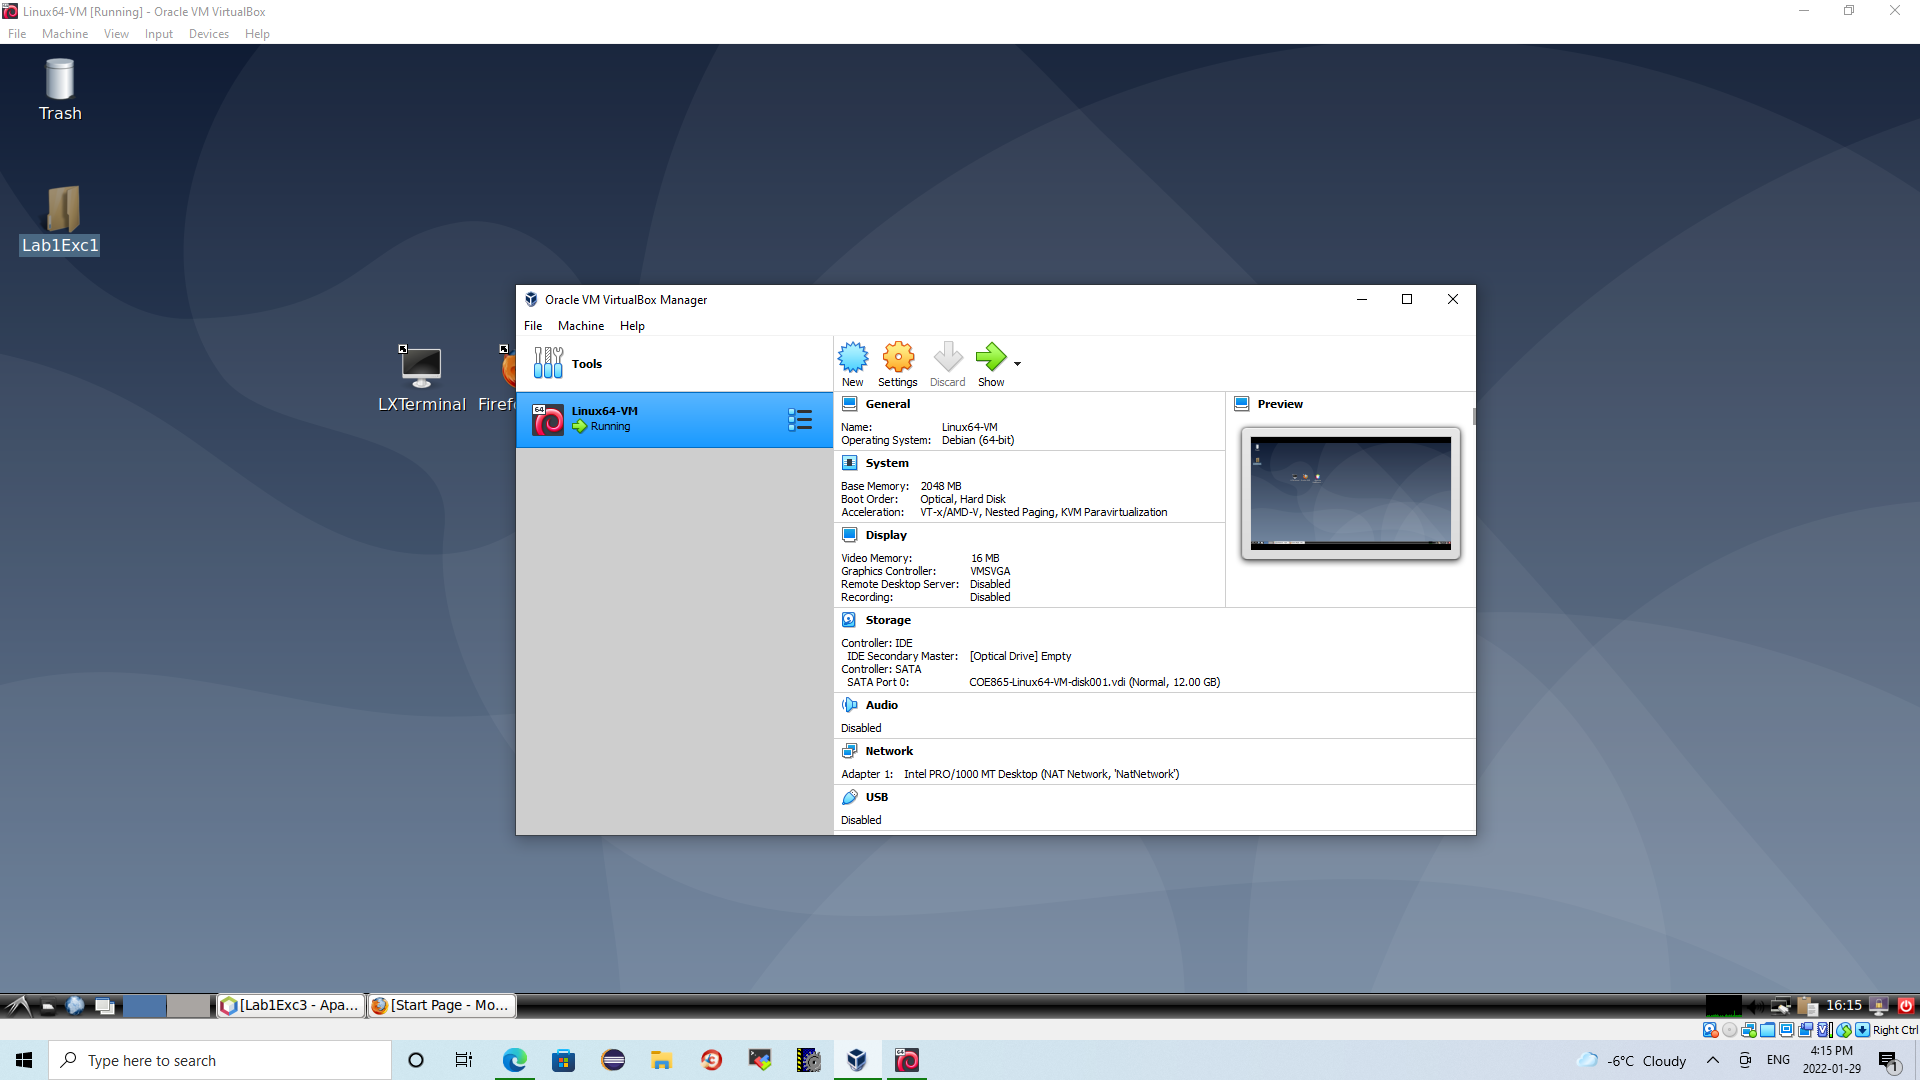 Linux64-VM [Running] - Oracle VM VirtualBox
File Machine View Input Devices Help
Trash
Lab1Exc1
LXTerminal Firef
Oracle VM VirtualBox Manager
File Machine Help
Tools
New Settings Discard Show
64
Linux64-VM
Running
General
Name: Linux64-VM
Operating System: Debian (64-bit)
System
Base Memory: 2048 MB
Boot Order: Optical, Hard Disk
Acceleration: VT-x/AMD-V, Nested Paging, KVM Paravirtualization
Display
Video Memory: 16 MB
Graphics Controller: VMSVGA
Remote Desktop Server: Disabled
Recording: Disabled
Preview
Storage
Controller: IDE
IDE Secondary Master: [Optical Drive] Empty
Controller: SATA
SATA Port 0: COE865-Linux64-VM-disk001.vdi (Normal, 12.00 GB)
Audio
Disabled
Network
Adapter 1: Intel PRO/1000 MT Desktop (NAT Network, 'NatNetwork')
USB
Disabled
[Lab1Exc3 - Apa... [Start Page - Mo... 16:15
Right Ctrl
Type here to search
-6°C Cloudy ENG
4:15 PM
2022-01-29
1